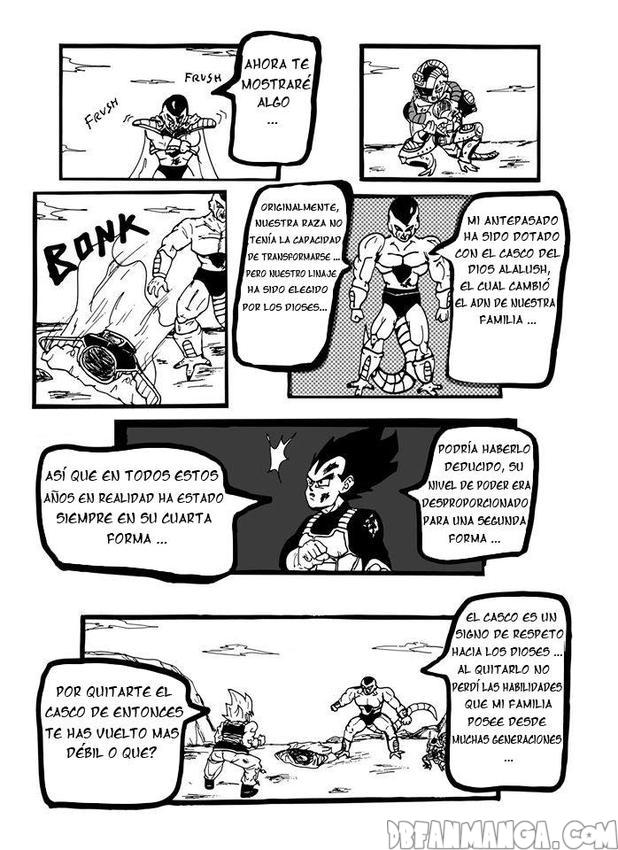 FRUSH
FRUSH
AHORA TE
MOSTRARÉ
ALGO
...
BONK
ORIGINALMENTE,
NUESTRA RAZA NO
TENÍA LA CAPACIDAD
DE TRANSFORMARSE ...
PERO NUESTRO LINAJE
HA SIDO ELEGIDO
POR LOS DIOSES...
MI ANTEPASADO
HA SIDO DOTADO
CON EL CASCO DEL
DIOS ALALUSH,
EL CUAL CAMBIÓ
EL ADN DE NUESTRA
FAMILIA ...
ASÍ QUE EN TODOS ESTOS
AÑOS EN REALIDAD HA ESTADO
SIEMPRE EN SU CUARTA
FORMA ...
PODRÍA HABERLO
DEDUCIDO, SU
NIVEL DE PODER ERA
DESPROPORCIONADO
PARA UNA SEGUNDA
FORMA ...
POR QUITARTE EL
CASCO DE ENTONCES
TE HAS VUELTO MAS
DÉBIL O QUE?
EL CASCO ES UN
SIGNO DE RESPETO
HACIA LOS DIOSES ...
AL QUITARLO NO
PERDÍ LAS HABILIDADES
QUE MI FAMILIA
POSEE DESDE
MUCHAS GENERACIONES
...
DBFANMANGA.COM